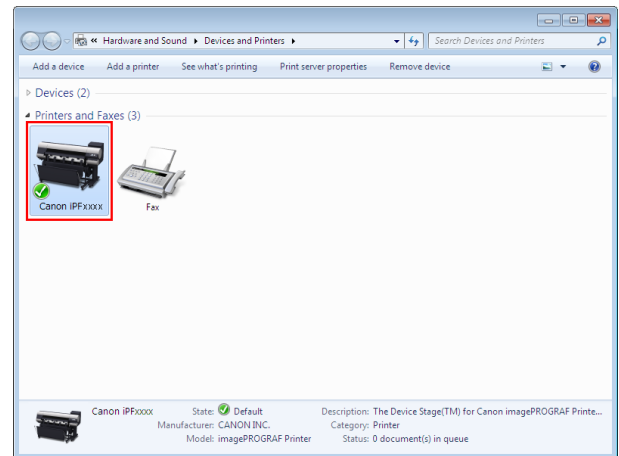 « Hardware and Sound ▸ Devices and Printers ▸ Search Devices and Printers
Add a device Add a printer See what's printing Print server properties Remove device
Devices (2)
Printers and Faxes (3)
Canon iPFxxxx Fax
Canon iPFxxxx State: Default Description: The Device Stage(TM) for Canon imagePROGRAF Printe...
Manufacturer: CANON INC. Category: Printer
Model: imagePROGRAF Printer Status: 0 document(s) in queue